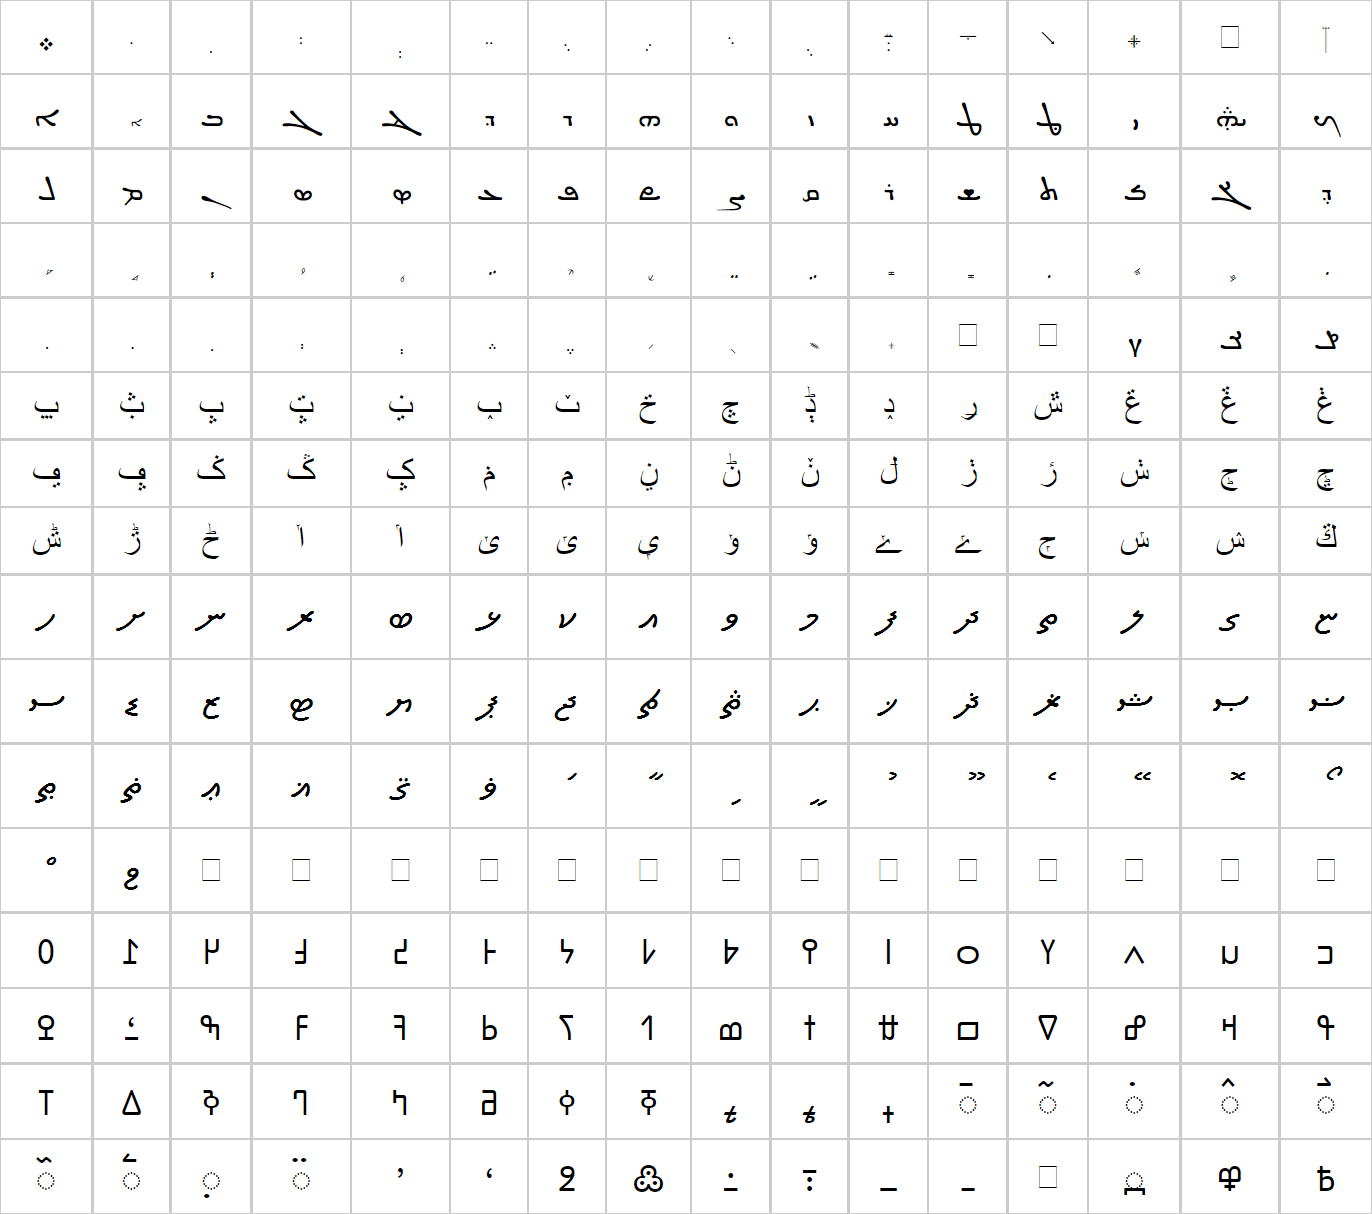 ܀ ܁ ܂ ܃ ܄ ܅ ܆ ܇ ܈ ܉ ܊ ܋ ܌ ܍ ܏
ܐ ܑ ܒ ܓ ܔ ܕ ܖ ܗ ܘ ܙ ܚ ܛ ܜ ܝ ܞ ܟ
ܠ ܡ ܢ ܣ ܤ ܥ ܦ ܧ ܨ ܩ ܪ ܫ ܬ ܭ ܮ ܯ
ܰ ܱ ܲ ܳ ܴ ܵ ܶ ܷ ܸ ܹ ܺ ܻ ܼ ܽ ܾ ܿ
݀ ݁ ݂ ݃ ݄ ݅ ݆ ݇ ݈ ݉ ݊ ݍ ݎ ݏ
ݐ ݑ ݒ ݓ ݔ ݕ ݖ ݗ ݘ ݙ ݚ ݛ ݜ ݝ ݞ ݟ
ݠ ݡ ݢ ݣ ݤ ݥ ݦ ݧ ݨ ݩ ݪ ݫ ݬ ݭ ݮ ݯ
ݰ ݱ ݲ ݳ ݴ ݵ ݶ ݷ ݸ ݹ ݺ ݻ ݼ ݽ ݾ ݿ
ހ ށ ނ ރ ބ ޅ ކ އ ވ މ ފ ދ ތ ލ ގ ޏ
ސ ޑ ޒ ޓ ޔ ޕ ޖ ޗ ޘ ޙ ޚ ޛ ޜ ޝ ޞ ޟ
ޠ ޡ ޢ ޣ ޤ ޥ ަ ާ ި ީ ު ޫ ެ ޭ ޮ ޯ
ް ޱ
߀ ߁ ߂ ߃ ߄ ߅ ߆ ߇ ߈ ߉ ߊ ߋ ߌ ߍ ߎ ߏ
ߐ ߑ ߒ ߓ ߔ ߕ ߖ ߗ ߘ ߙ ߚ ߛ ߜ ߝ ߞ ߟ
ߠ ߡ ߢ ߣ ߤ ߥ ߦ ߧ ߨ ߩ ߪ ߫ ߬ ߭ ߮ ߯
߰ ߱ ߲ ߳ ߴ ߵ ߶ ߷ ߸ ߹ ߺ ߻ ߽ ߾ ߿